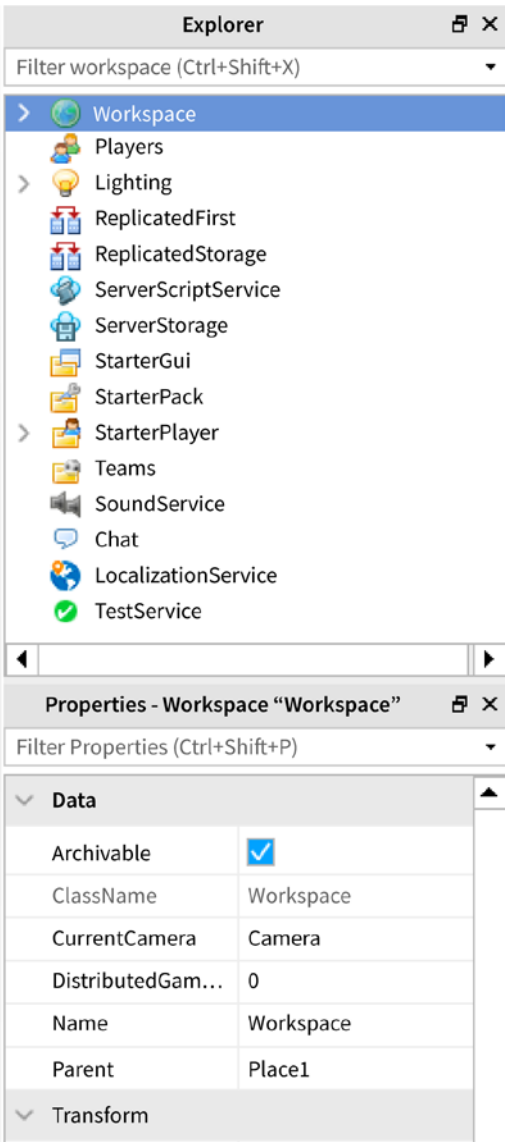 Explorer
Filter workspace (Ctrl+Shift+X)
Workspace
Players
Lighting
ReplicatedFirst
ReplicatedStorage
ServerScriptService
ServerStorage
StarterGui
StarterPack
StarterPlayer
Teams
SoundService
Chat
LocalizationService
TestService
Properties - Workspace “Workspace”
Filter Properties (Ctrl+Shift+P)
Data
Archivable
ClassName Workspace
CurrentCamera Camera
DistributedGam... 0
Name Workspace
Parent Place1
Transform